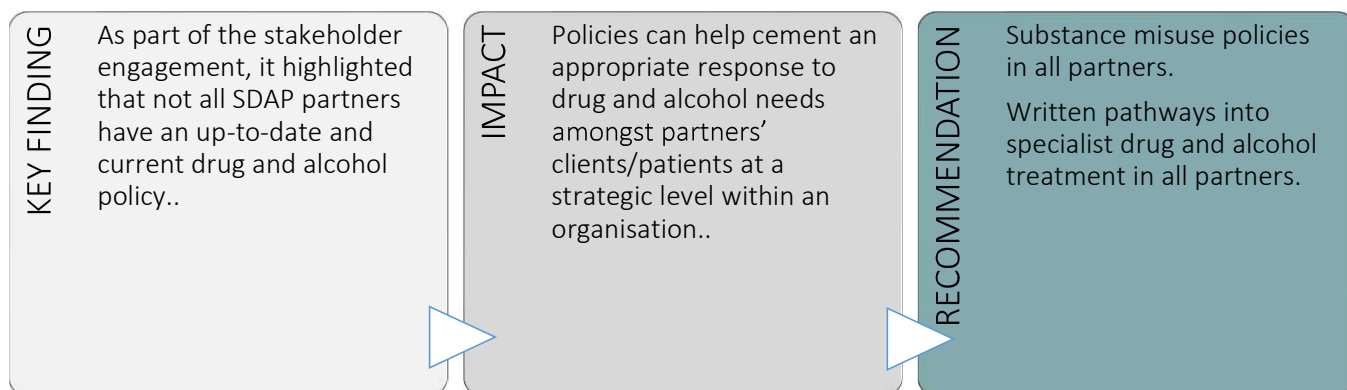 KEY FINDING
As part of the stakeholder
engagement, it highlighted
that not all SDAP partners
have an up-to-date and
current drug and alcohol
policy..
IMPACT
Policies can help cement an
appropriate response to
drug and alcohol needs
amongst partners’
clients/patients at a
strategic level within an
organisation..
RECOMMENDATION
Substance misuse policies
in all partners.
Written pathways into
specialist drug and alcohol
treatment in all partners.